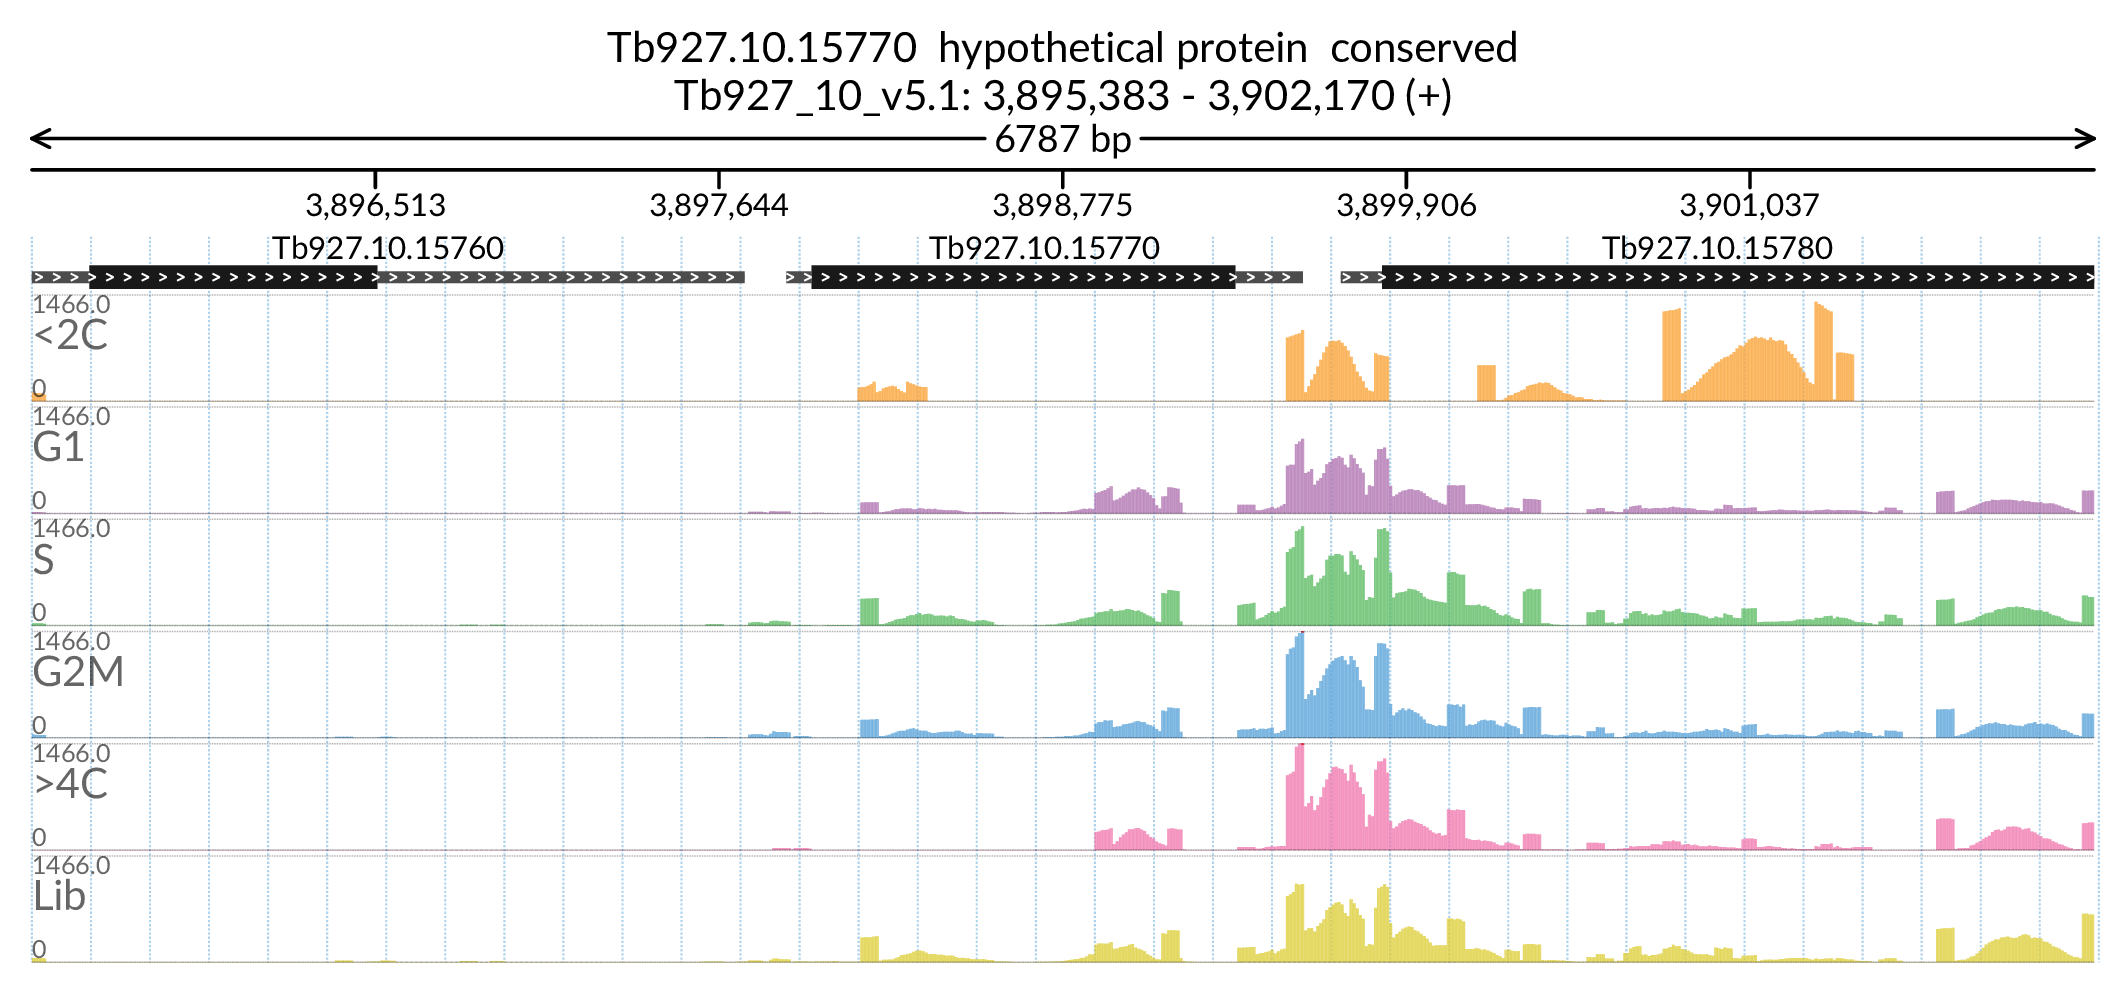 Tb927.10.15770 hypothetical protein conserved
Tb927_10_v5.1: 3,895,383 - 3,902,170 (+)
6787 bp
3,896,513 3,897,644 3,898,775 3,899,906 3,901,037
Tb927.10.15760 Tb927.10.15770 Tb927.10.15780
1466.0
<2C
0
1466.0
G1
0
1466.0
S
0
1466.0
G2M
0
1466.0
>4C
0
1466.0
Lib
0